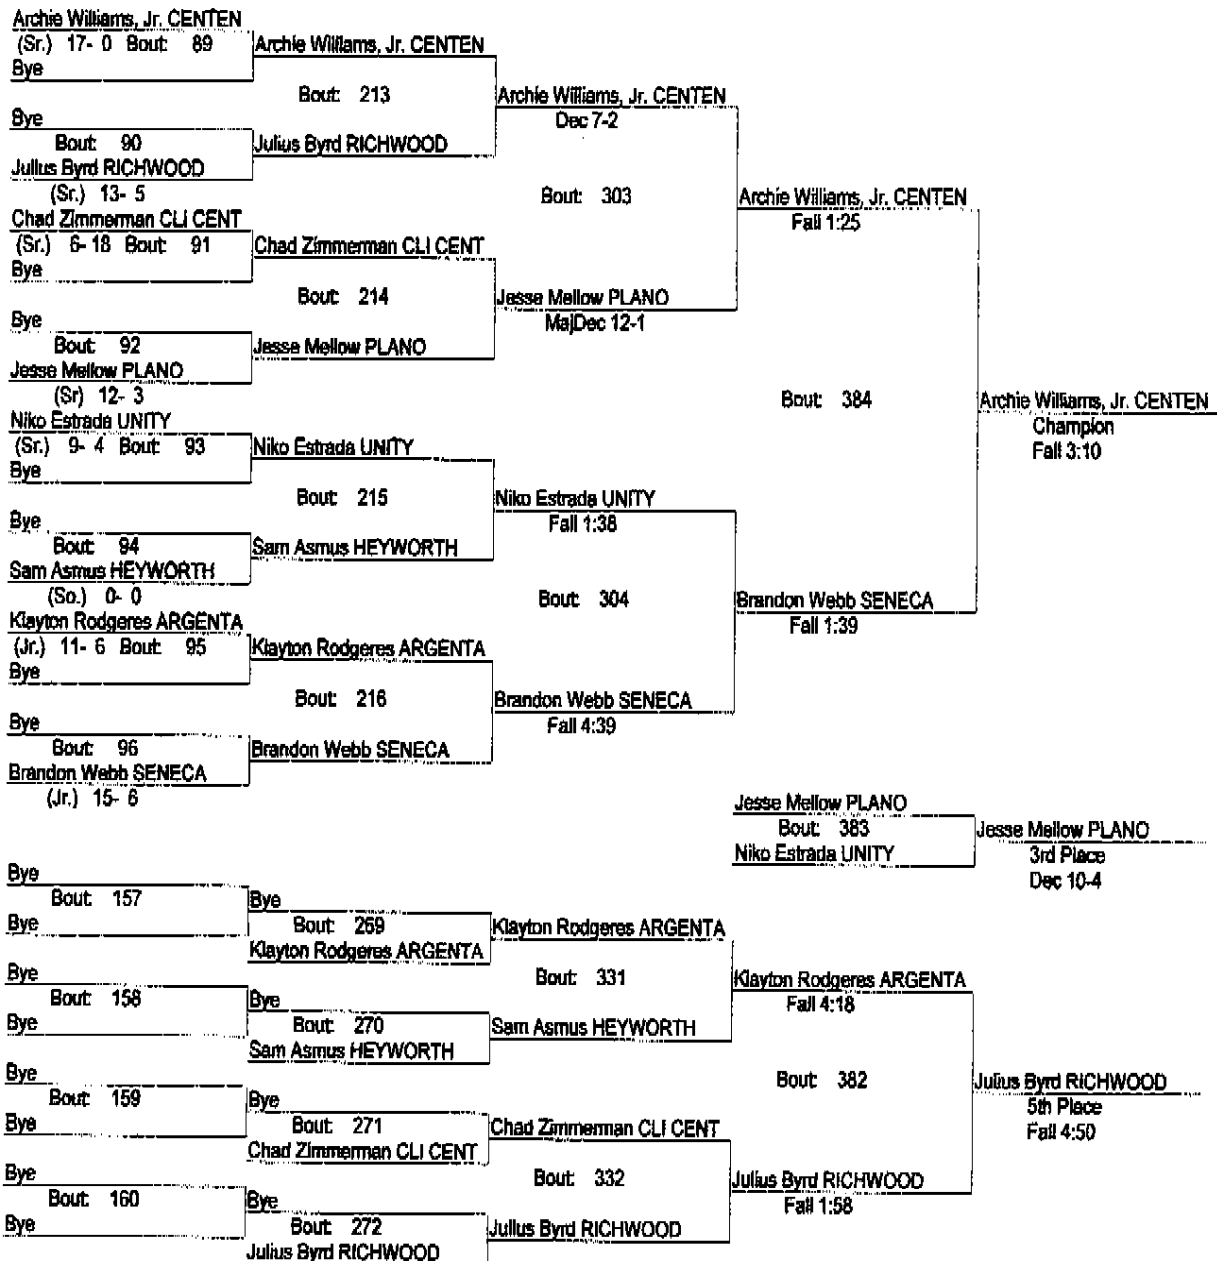 Archie Williams, Jr. CENTEN
(Sr.) 17- 0 Bout: 89
Bye
Archie Williams, Jr. CENTEN
Bout: 213
Archie Williams, Jr. CENTEN
Dec 7-2
Bye
Bout: 90
Julius Byrd RICHWOOD
(Sr.) 13- 5
Julius Byrd RICHWOOD
Bout: 303
Archie Williams, Jr. CENTEN
Fall 1:25
Chad Zimmerman CLI CENT
(Sr.) 6- 18 Bout: 91
Bye
Chad Zimmerman CLI CENT
Bout: 214
Jesse Mellow PLANO
MajDec 12-1
Bye
Bout: 92
Jesse Mellow PLANO
(Sr) 12- 3
Jesse Mellow PLANO
Bout: 384
Archie Williams, Jr. CENTEN
Champion
Fall 3:10
Niko Estrada UNITY
(Sr.) 9- 4 Bout: 93
Bye
Niko Estrada UNITY
Bout: 215
Niko Estrada UNITY
Fall 1:38
Bye
Bout: 94
Sam Asmus HEYWORTH
(So.) 0- 0
Sam Asmus HEYWORTH
Bout: 304
Brandon Webb SENECA
Fall 1:39
Klayton Rodgeres ARGENTA
(Jr.) 11- 6 Bout: 95
Bye
Klayton Rodgeres ARGENTA
Bout: 216
Brandon Webb SENECA
Fall 4:39
Bye
Bout: 96
Brandon Webb SENECA
(Jr.) 15- 6
Brandon Webb SENECA
Jesse Mellow PLANO
Bout: 383
Niko Estrada UNITY
Jesse Mellow PLANO
3rd Place
Dec 10-4
Bye
Bout: 157
Bye
Bye
Bout: 269
Klayton Rodgeres ARGENTA
Klayton Rodgeres ARGENTA
Bout: 331
Klayton Rodgeres ARGENTA
Fall 4:18
Bye
Bout: 158
Bye
Bye
Bout: 270
Sam Asmus HEYWORTH
Sam Asmus HEYWORTH
Bout: 382
Julius Byrd RICHWOOD
5th Place
Fall 4:50
Bye
Bout: 159
Bye
Bye
Bout: 271
Chad Zimmerman CLI CENT
Chad Zimmerman CLI CENT
Bout: 332
Julius Byrd RICHWOOD
Fall 1:58
Bye
Bout: 160
Bye
Bye
Bout: 272
Julius Byrd RICHWOOD
Julius Byrd RICHWOOD